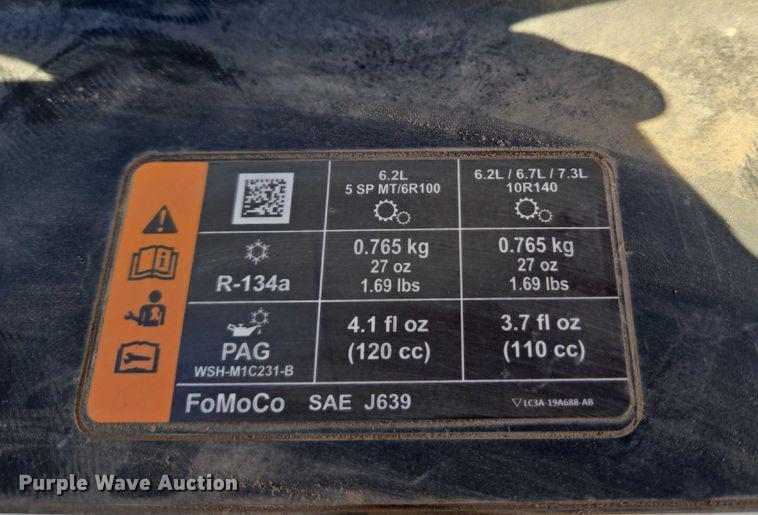 6.2L
5 SP MT/6R100
6.2L / 6.7L / 7.3L
10R140
R-134a
0.765 kg
27 oz
1.69 lbs
0.765 kg
27 oz
1.69 lbs
PAG
WSH-M1C231-B
4.1 fl oz
(120 cc)
3.7 fl oz
(110 cc)
FoMoCo SAE J639
LC3A-19A688-AB
Purple Wave Auction